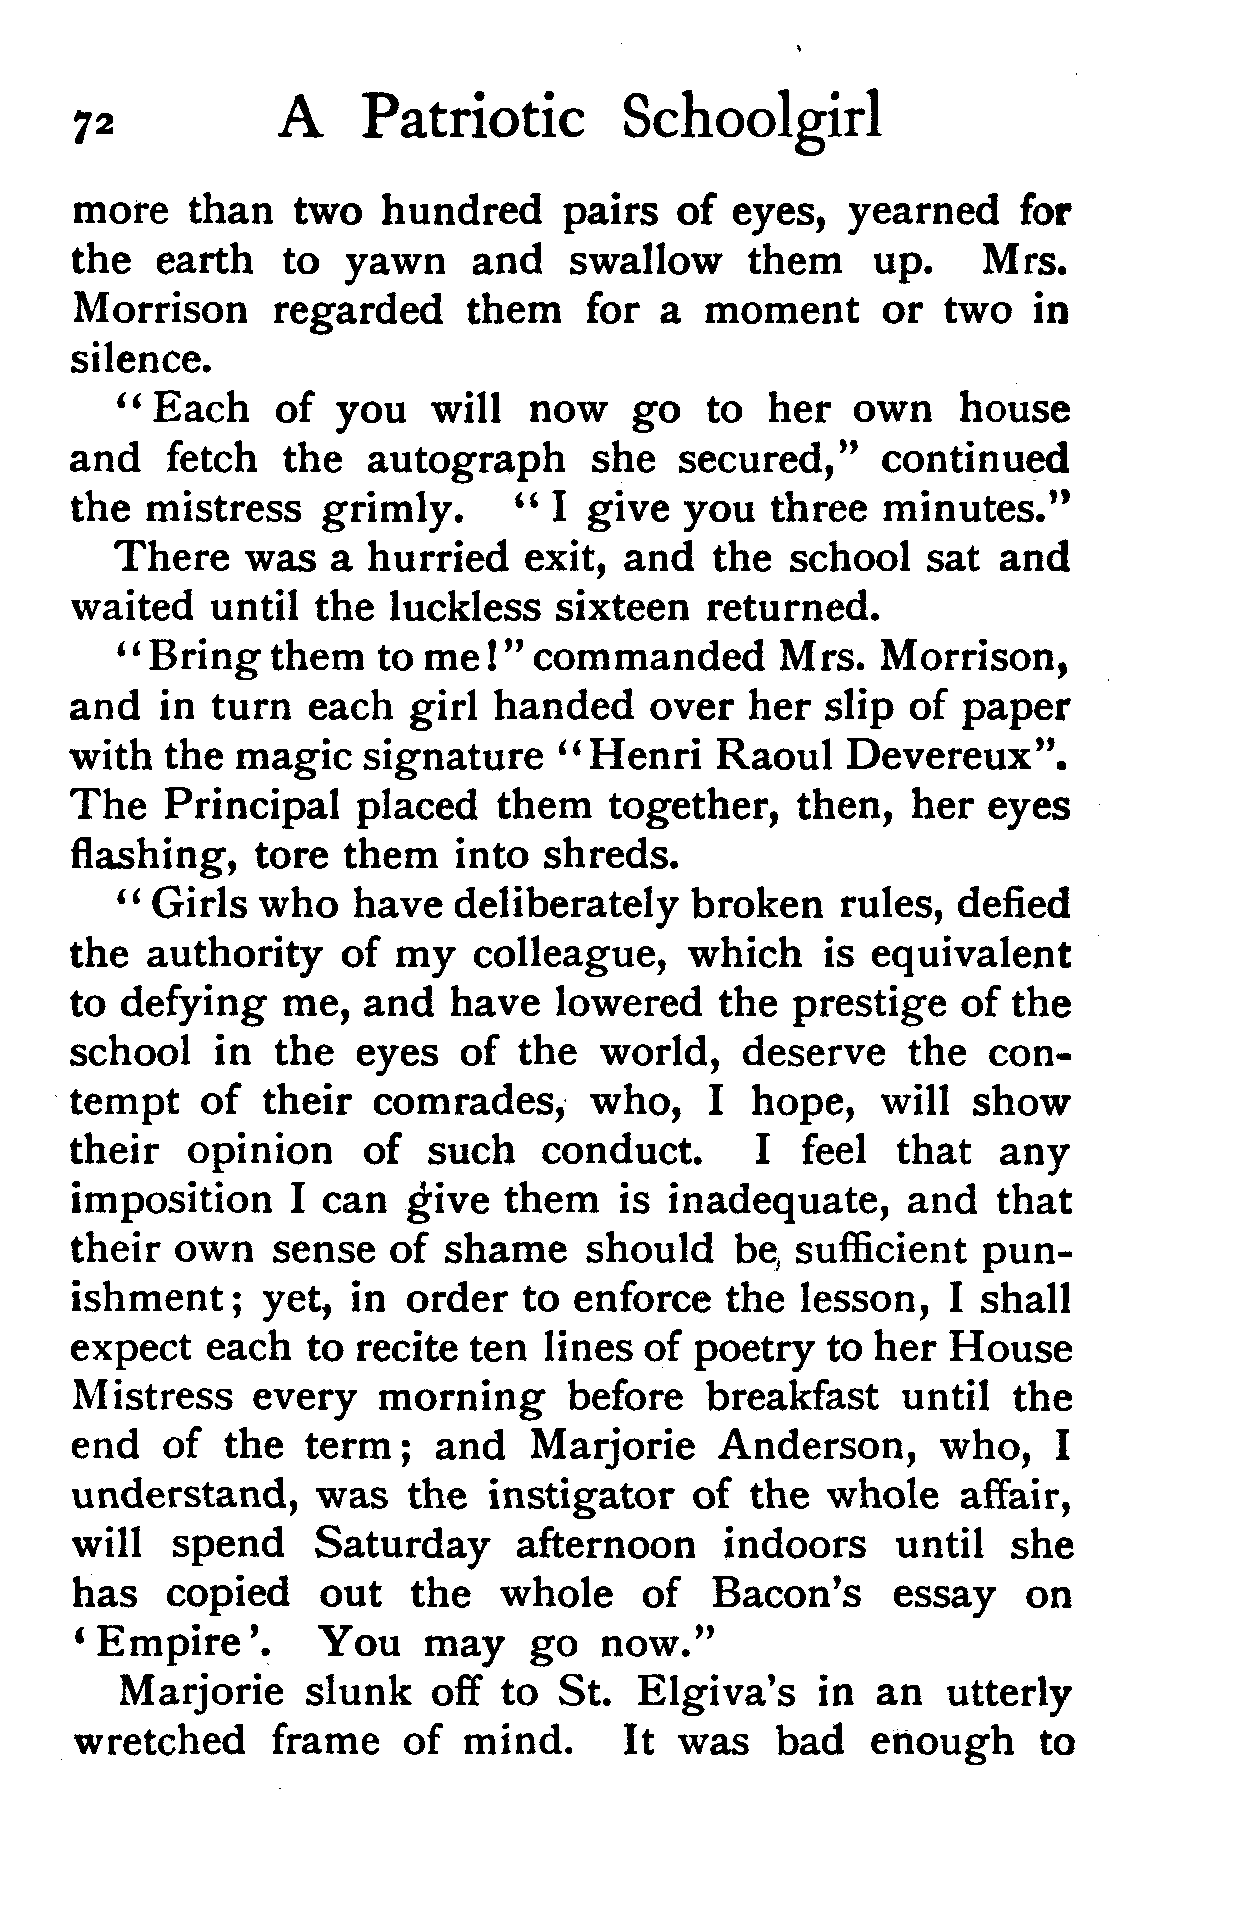 72 A Patriotic Schoolgirl
more than two hundred pairs of eyes, yearned for
the earth to yawn and swallow them up. Mrs.
Morrison regarded them for a moment or two in
silence.
"Each of you will now go to her own house
and fetch the autograph she secured," continued
the mistress grimly. "I give you three minutes."
There was a hurried exit, and the school sat and
waited until the luckless sixteen returned.
"Bring them to me!" commanded Mrs. Morrison,
and in turn each girl handed over her slip of paper
with the magic signature "Henri Raoul Devereux".
The Principal placed them together, then, her eyes
flashing, tore them into shreds.
"Girls who have deliberately broken rules, defied
the authority of my colleague, which is equivalent
to defying me, and have lowered the prestige of the
school in the eyes of the world, deserve the con-
tempt of their comrades, who, I hope, will show
their opinion of such conduct. I feel that any
imposition I can give them is inadequate, and that
their own sense of shame should be sufficient pun-
ishment; yet, in order to enforce the lesson, I shall
expect each to recite ten lines of poetry to her House
Mistress every morning before breakfast until the
end of the term; and Marjorie Anderson, who, I
understand, was the instigator of the whole affair,
will spend Saturday afternoon indoors until she
has copied out the whole of Bacon's essay on
'Empire'. You may go now."
Marjorie slunk off to St. Elgiva's in an utterly
wretched frame of mind. It was bad enough to